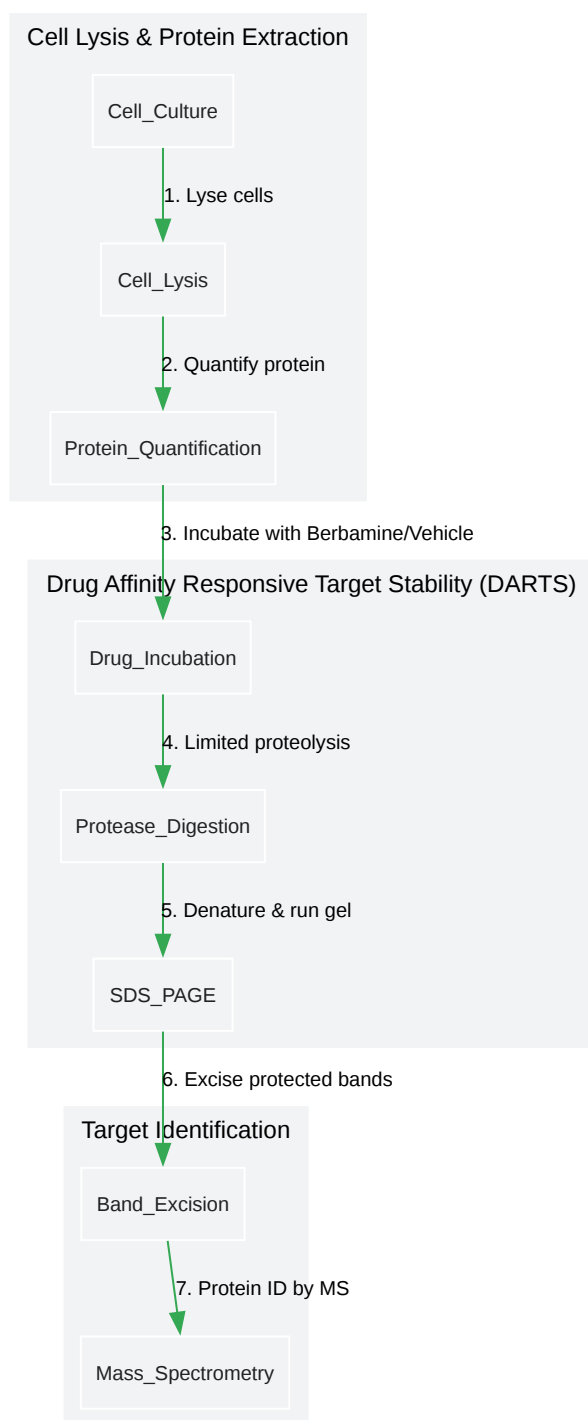 Cell Lysis & Protein Extraction
Cell_Culture
1. Lyse cells
Cell_Lysis
2. Quantify protein
Protein_Quantification
3. Incubate with Berbamine/Vehicle
Drug Affinity Responsive Target Stability (DARTS)
Drug_Incubation
4. Limited proteolysis
Protease_Digestion
5. Denature & run gel
SDS_PAGE
6. Excise protected bands
Target Identification
Band_Excision
7. Protein ID by MS
Mass_Spectrometry